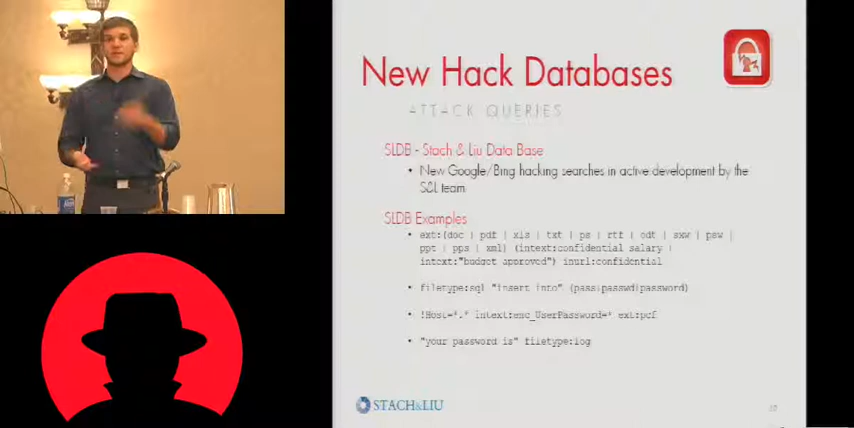 New Hack Databases
ATTACK QUERIES
SLDB - Stach & Liu Data Base
• New Google/Bing hacking searches in active development by the
S&L team
SLDB Examples
• ext:(doc | pdf | xls | txt | ps | rtf | odt | sxw | psw |
ppt | pps | xml) (intext:confidential salary |
intext:"budget approved") inurl:confidential
• filetype:sql "insert into" (pass|passwd|password)
• !Host=*.* intext:enc_UserPassword=* ext:pcf
• "your password is" filetype:log
STACH&LIU